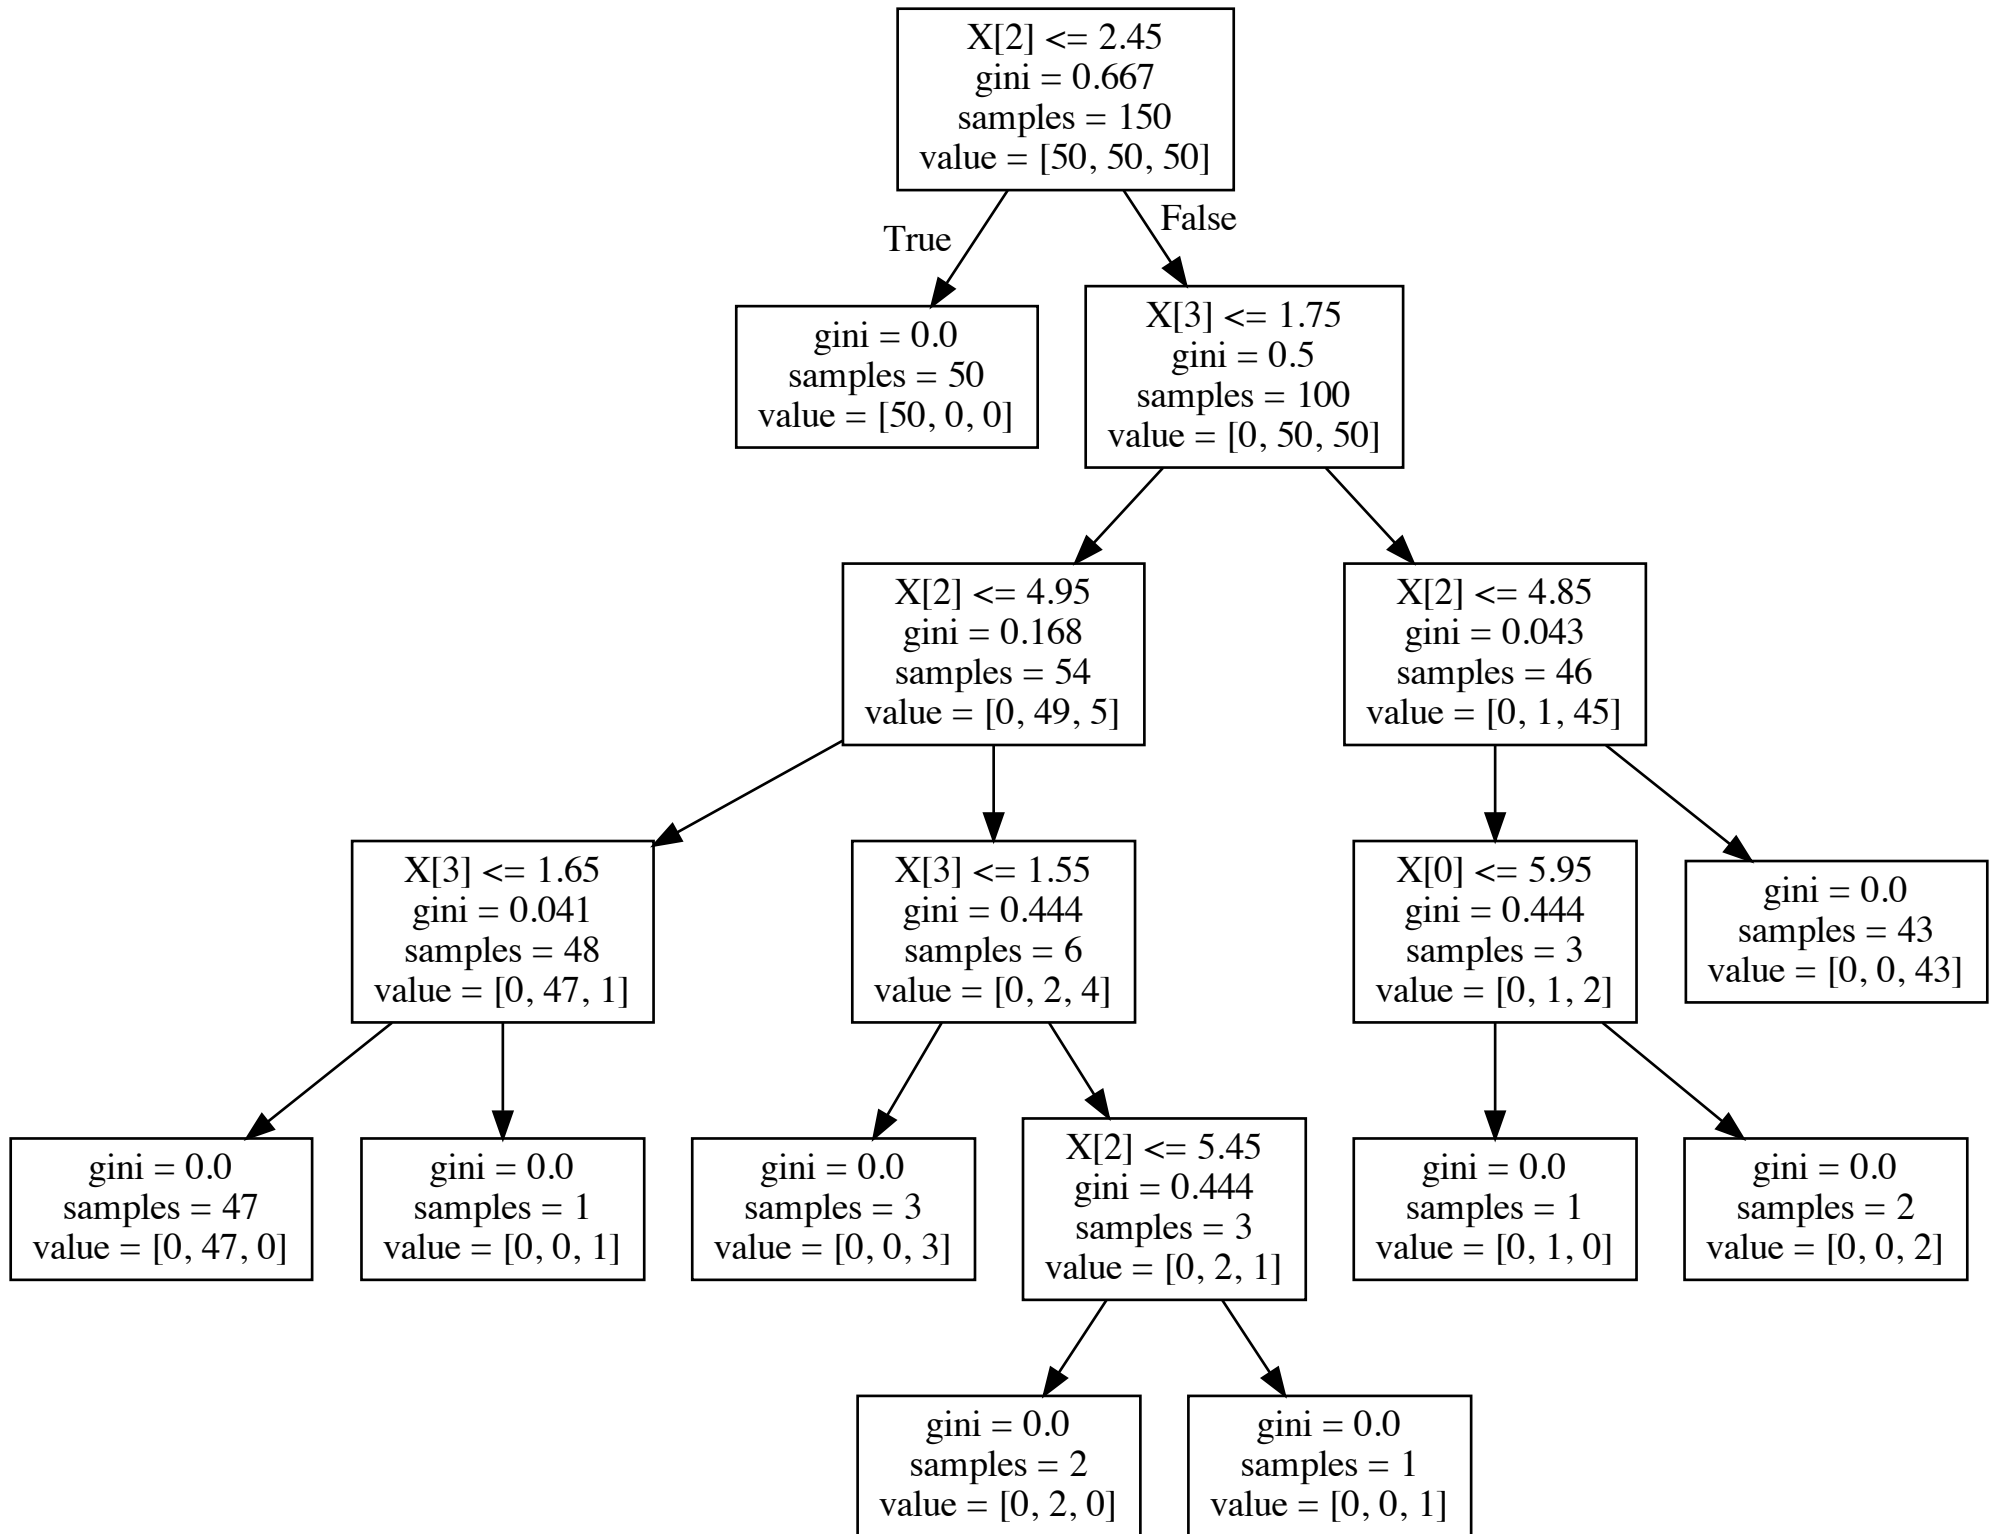 X[2] <= 2.45
gini = 0.667
samples = 150
value = [50, 50, 50]
True
False
gini = 0.0
samples = 50
value = [50, 0, 0]
X[3] <= 1.75
gini = 0.5
samples = 100
value = [0, 50, 50]
X[2] <= 4.95
gini = 0.168
samples = 54
value = [0, 49, 5]
X[2] <= 4.85
gini = 0.043
samples = 46
value = [0, 1, 45]
X[3] <= 1.65
gini = 0.041
samples = 48
value = [0, 47, 1]
X[3] <= 1.55
gini = 0.444
samples = 6
value = [0, 2, 4]
X[0] <= 5.95
gini = 0.444
samples = 3
value = [0, 1, 2]
gini = 0.0
samples = 43
value = [0, 0, 43]
gini = 0.0
samples = 47
value = [0, 47, 0]
gini = 0.0
samples = 1
value = [0, 0, 1]
gini = 0.0
samples = 3
value = [0, 0, 3]
X[2] <= 5.45
gini = 0.444
samples = 3
value = [0, 2, 1]
gini = 0.0
samples = 1
value = [0, 1, 0]
gini = 0.0
samples = 2
value = [0, 0, 2]
gini = 0.0
samples = 2
value = [0, 2, 0]
gini = 0.0
samples = 1
value = [0, 0, 1]